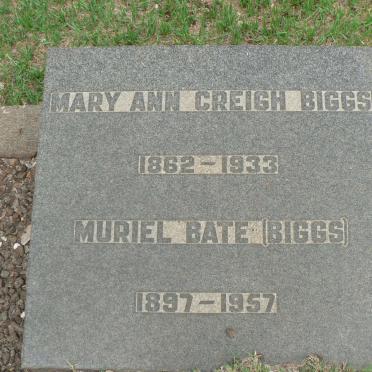 MARY ANN CREIGH BIGGS
1862-1933
MURIEL BATE (BIGGS)
1897-1957